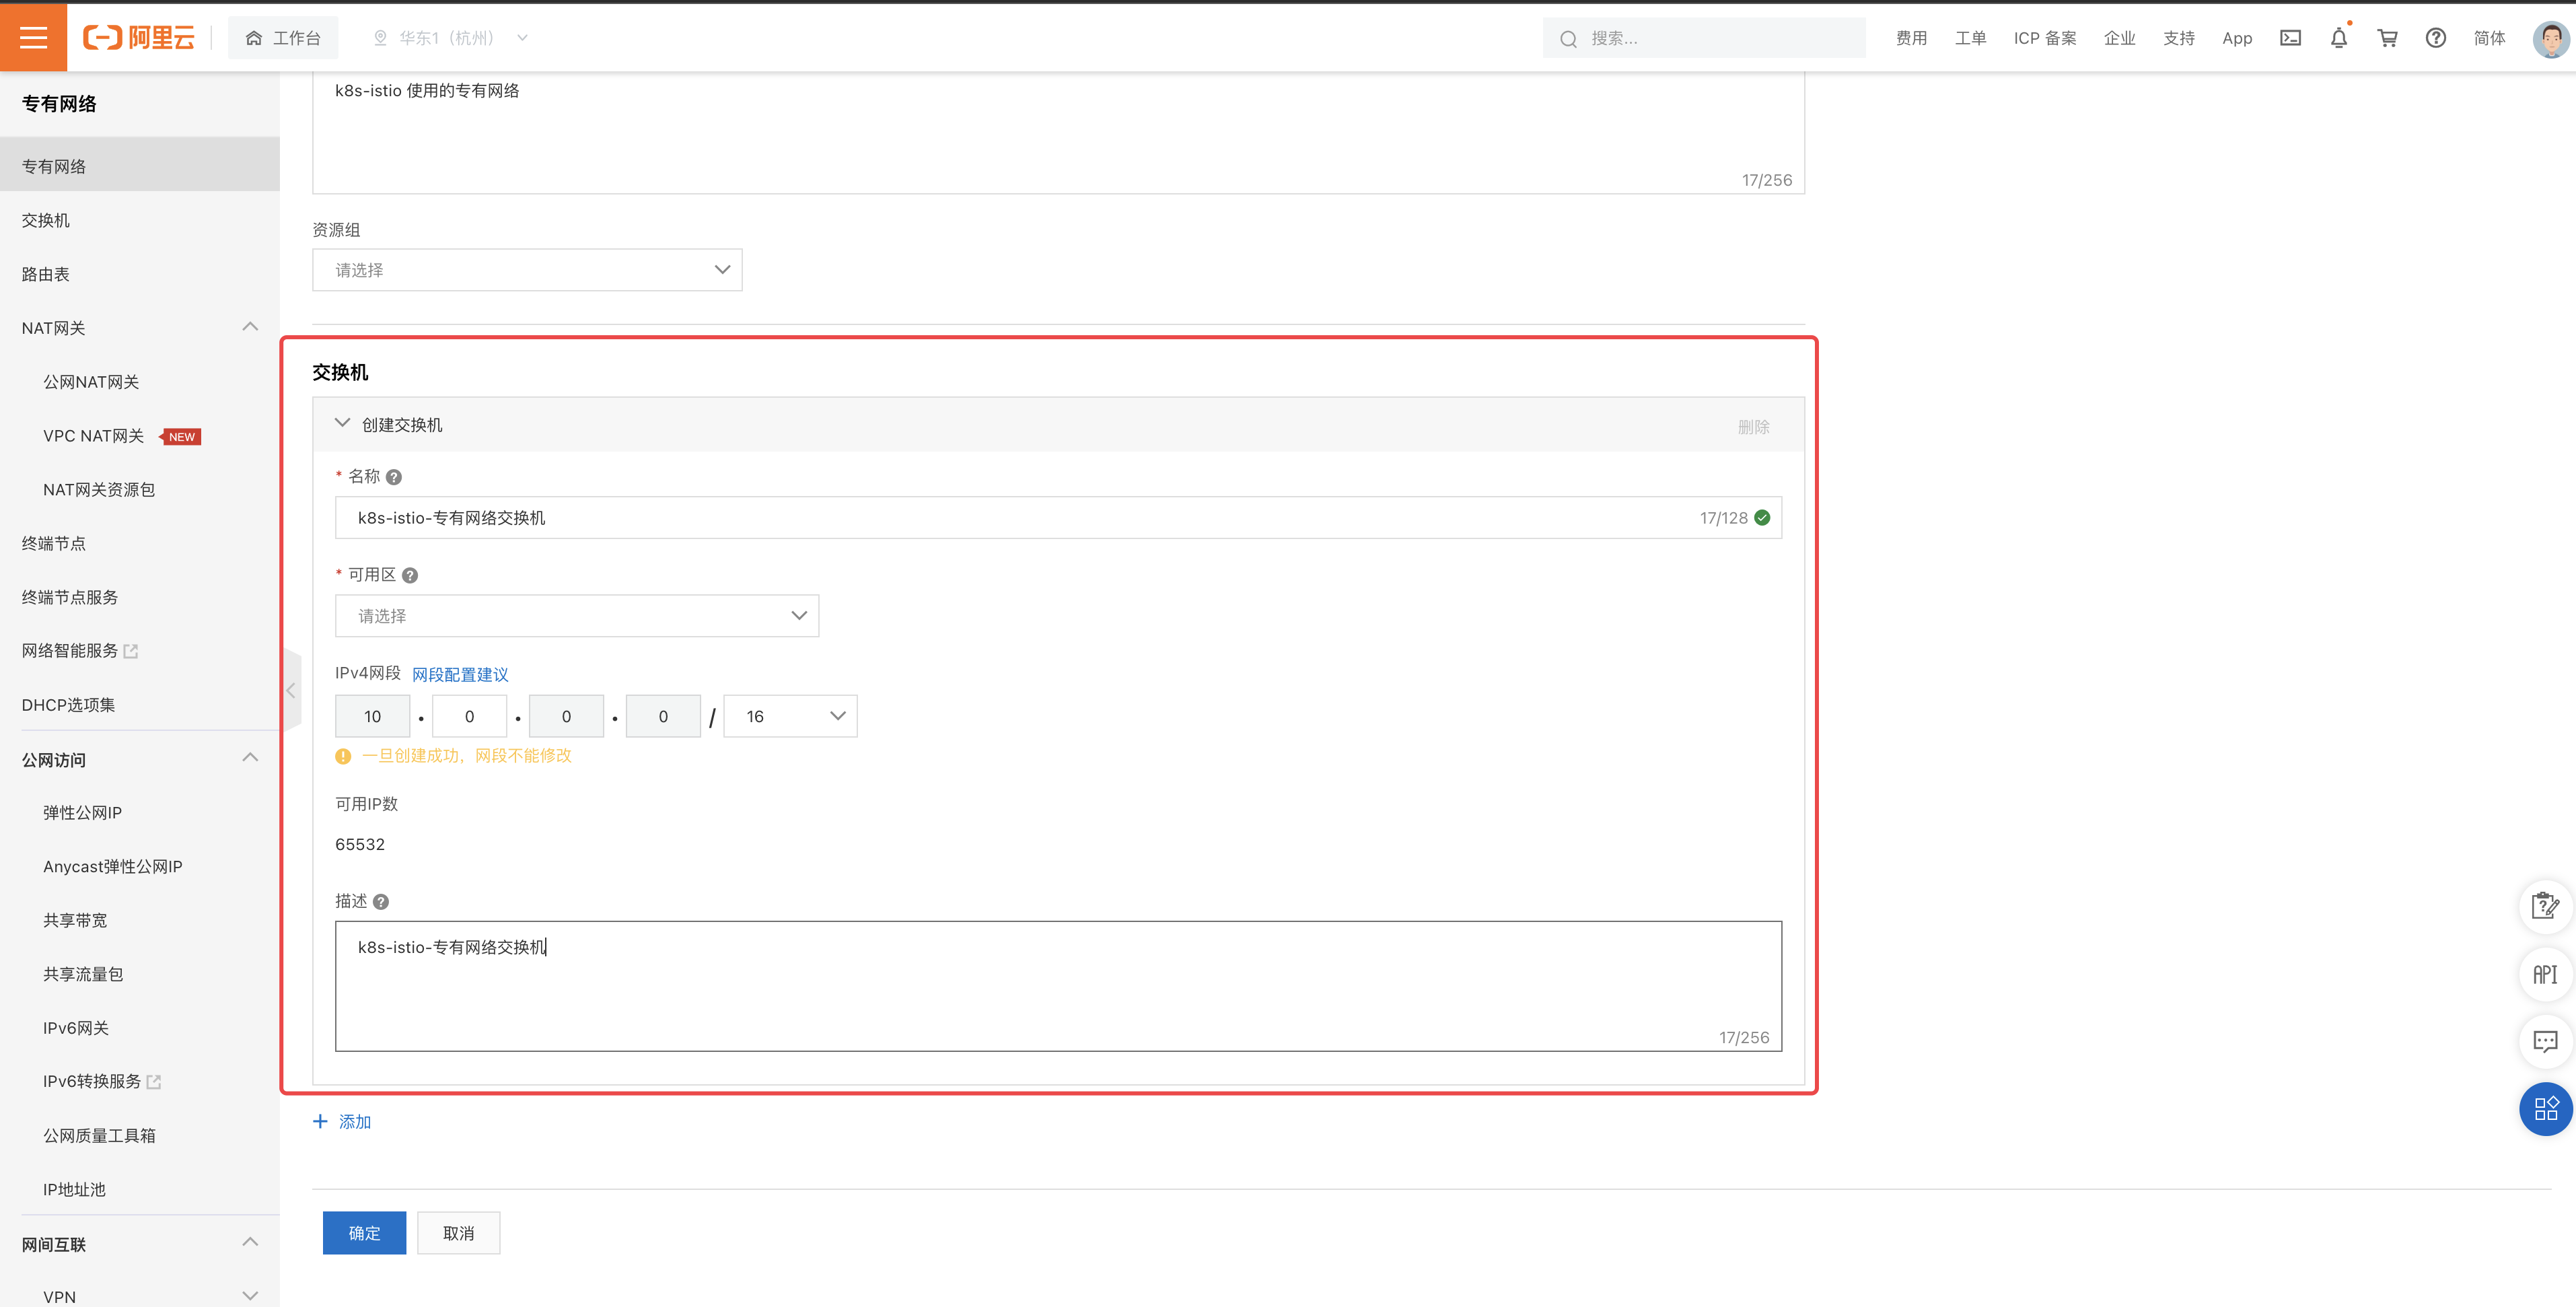 阿里云
工作台
华东1（杭州）
搜索...
费用
工单
ICP 备案
企业
支持
App
简体
专有网络
专有网络
交换机
路由表
NAT网关
公网NAT网关
VPC NAT网关 NEW
NAT网关资源包
终端节点
终端节点服务
网络智能服务
DHCP选项集
公网访问
弹性公网IP
Anycast弹性公网IP
共享带宽
共享流量包
IPv6网关
IPv6转换服务
公网质量工具箱
IP地址池
网间互联
VPN
k8s-istio 使用的专有网络
17/256
资源组
请选择
交换机
创建交换机
删除
* 名称
k8s-istio-专有网络交换机
17/128
* 可用区
请选择
IPv4网段 网段配置建议
10 . 0 . 0 . 0 / 16
一旦创建成功，网段不能修改
可用IP数
65532
描述
k8s-istio-专有网络交换机
17/256
+ 添加
确定
取消
API